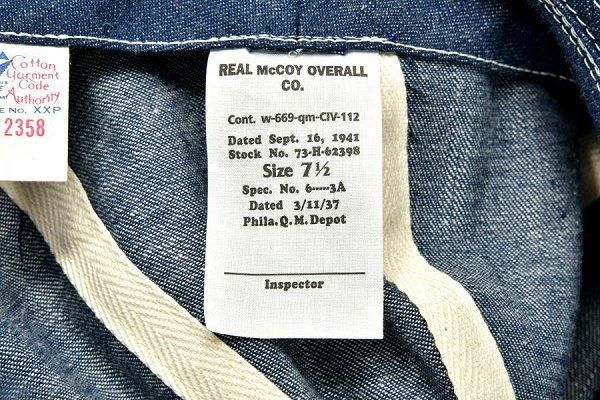 Cotton
Garment
Code
Authority
E No. XXP
2358
REAL McCOY OVERALL
CO.
Cont. w-669-qm-CIV-112
Dated Sept. 16, 1941
Stock No. 73-H-62398
Size 7½
Spec. No. 6-----3A
Dated 3/11/37
Phila.Q.M.Depot
Inspector